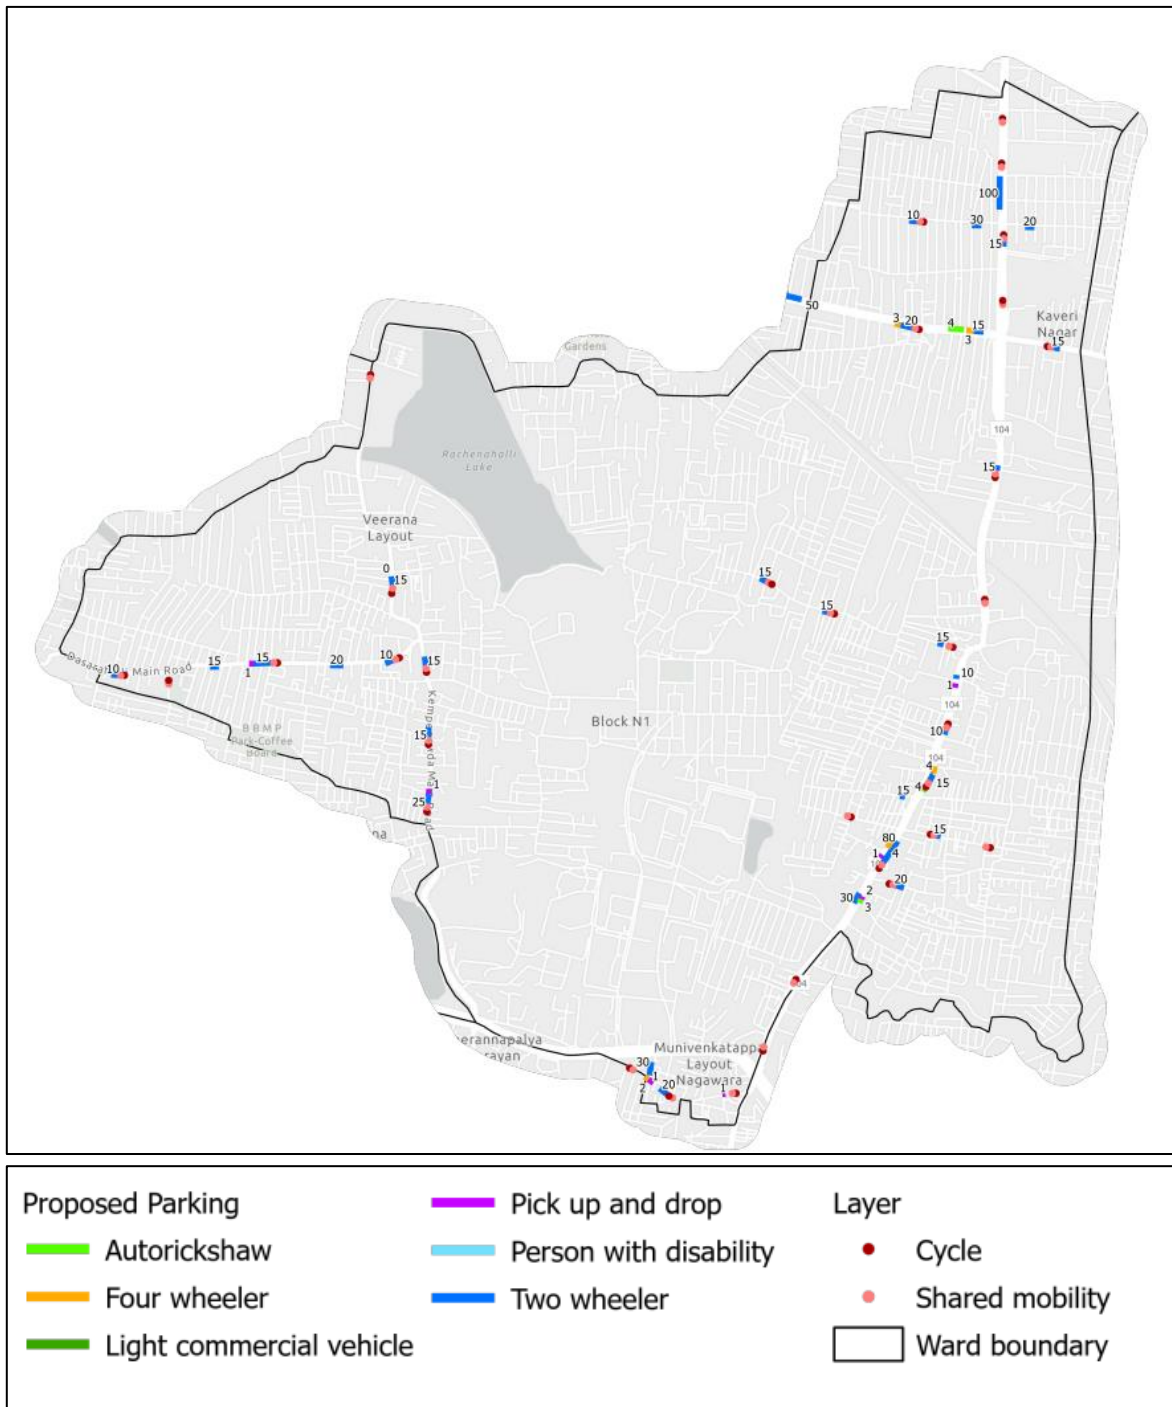 100
10
30
20
15
50
3
20
4
15
3
Kaveri
Nagar
15
Gardens
104
Rachenahalli
Lake
15
Veerana
Layout
0
15
15
15
15
10
15
1
15
20
10
15
Main Road
10
1
104
Block N1
BBMP
Park-Coffee
Board
15
10
104
4
1
15
4
15
25
15
80
1
4
20
30
2
3
Munivenkatappa
Layout
Nagawara
30
1
2
20
1
Proposed Parking
Autorickshaw
Four wheeler
Light commercial vehicle
Pick up and drop
Person with disability
Two wheeler
Layer
Cycle
Shared mobility
Ward boundary